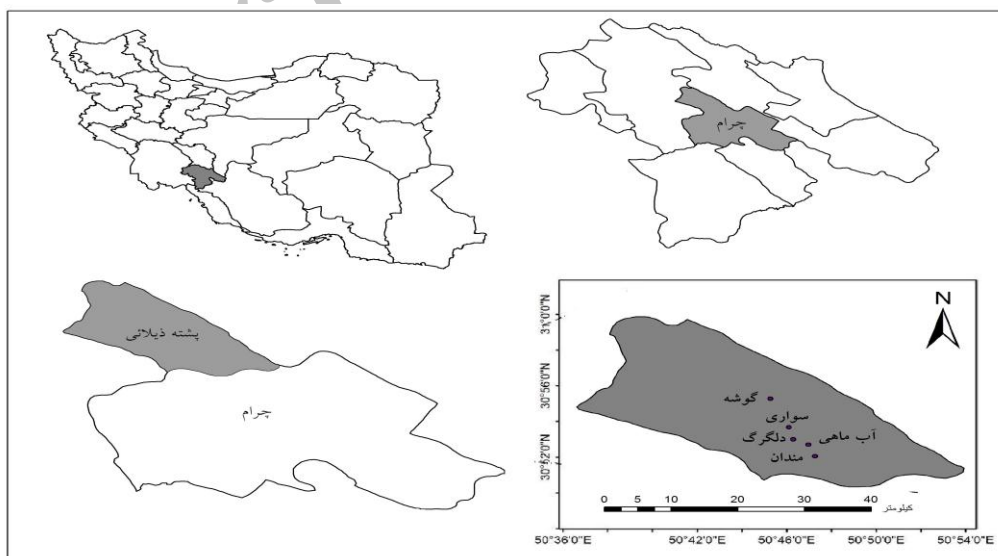 چرام
پشته ذیلائی
چرام
N
31°0'0"N
30°56'0"N
30°52'0"N
گوشه
سواری
دلگرگ
آب ماهی
مندان
0 5 10 20 30 40
کیلومتر
50°36'0"E 50°42'0"E 50°46'0"E 50°50'0"E 50°54'0"E